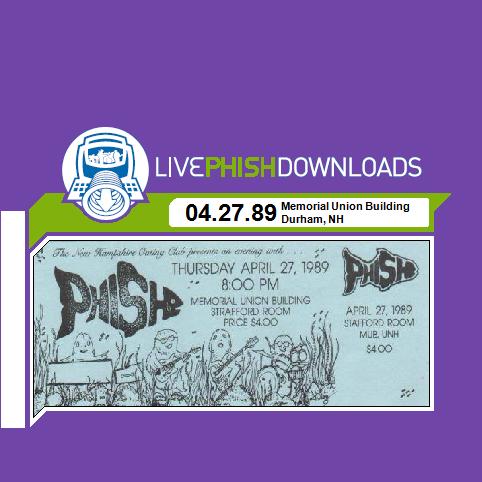 LIVEPHISHDOWNLOADS
04.27.89
Memorial Union Building
Durham, NH
The New Hampshire Outing Club presents an evening with . . .
PHISH
THURSDAY APRIL 27, 1989
8:00 PM
MEMORIAL UNION BUILDING
STRAFFORD ROOM
PRICE $4.00
PHISH
APRIL 27, 1989
STAFFORD ROOM
MUB, UNH
$4.00